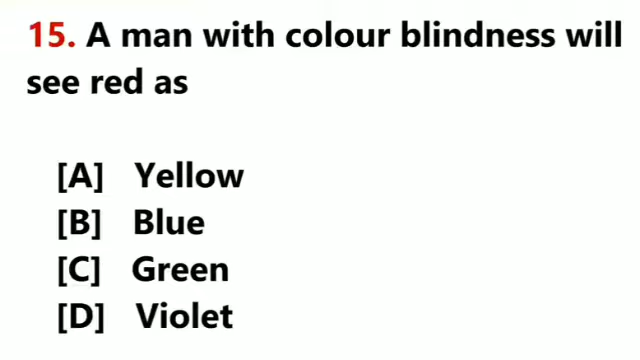 15. A man with colour blindness will
see red as
[A] Yellow
[B] Blue
[C] Green
[D] Violet